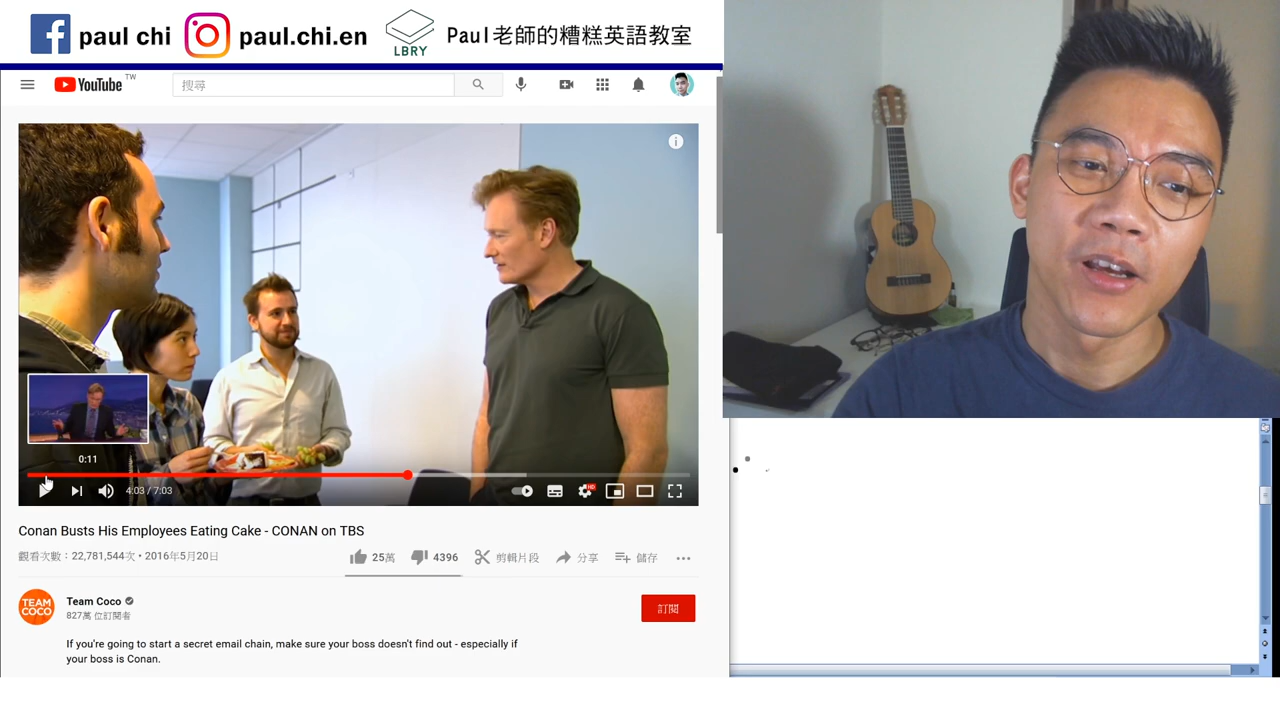 paul chi
paul.chi.en
LBRY
Paul老師的糟糕英語教室
YouTube TW
搜尋
0:11
4:03 / 7:03
HD
Conan Busts His Employees Eating Cake - CONAN on TBS
觀看次數：22,781,544次 • 2016年5月20日
25萬
4396
剪輯片段
分享
儲存
TEAM COCO
Team Coco
827萬 位訂閱者
訂閱
If you're going to start a secret email chain, make sure your boss doesn't find out - especially if
your boss is Conan.